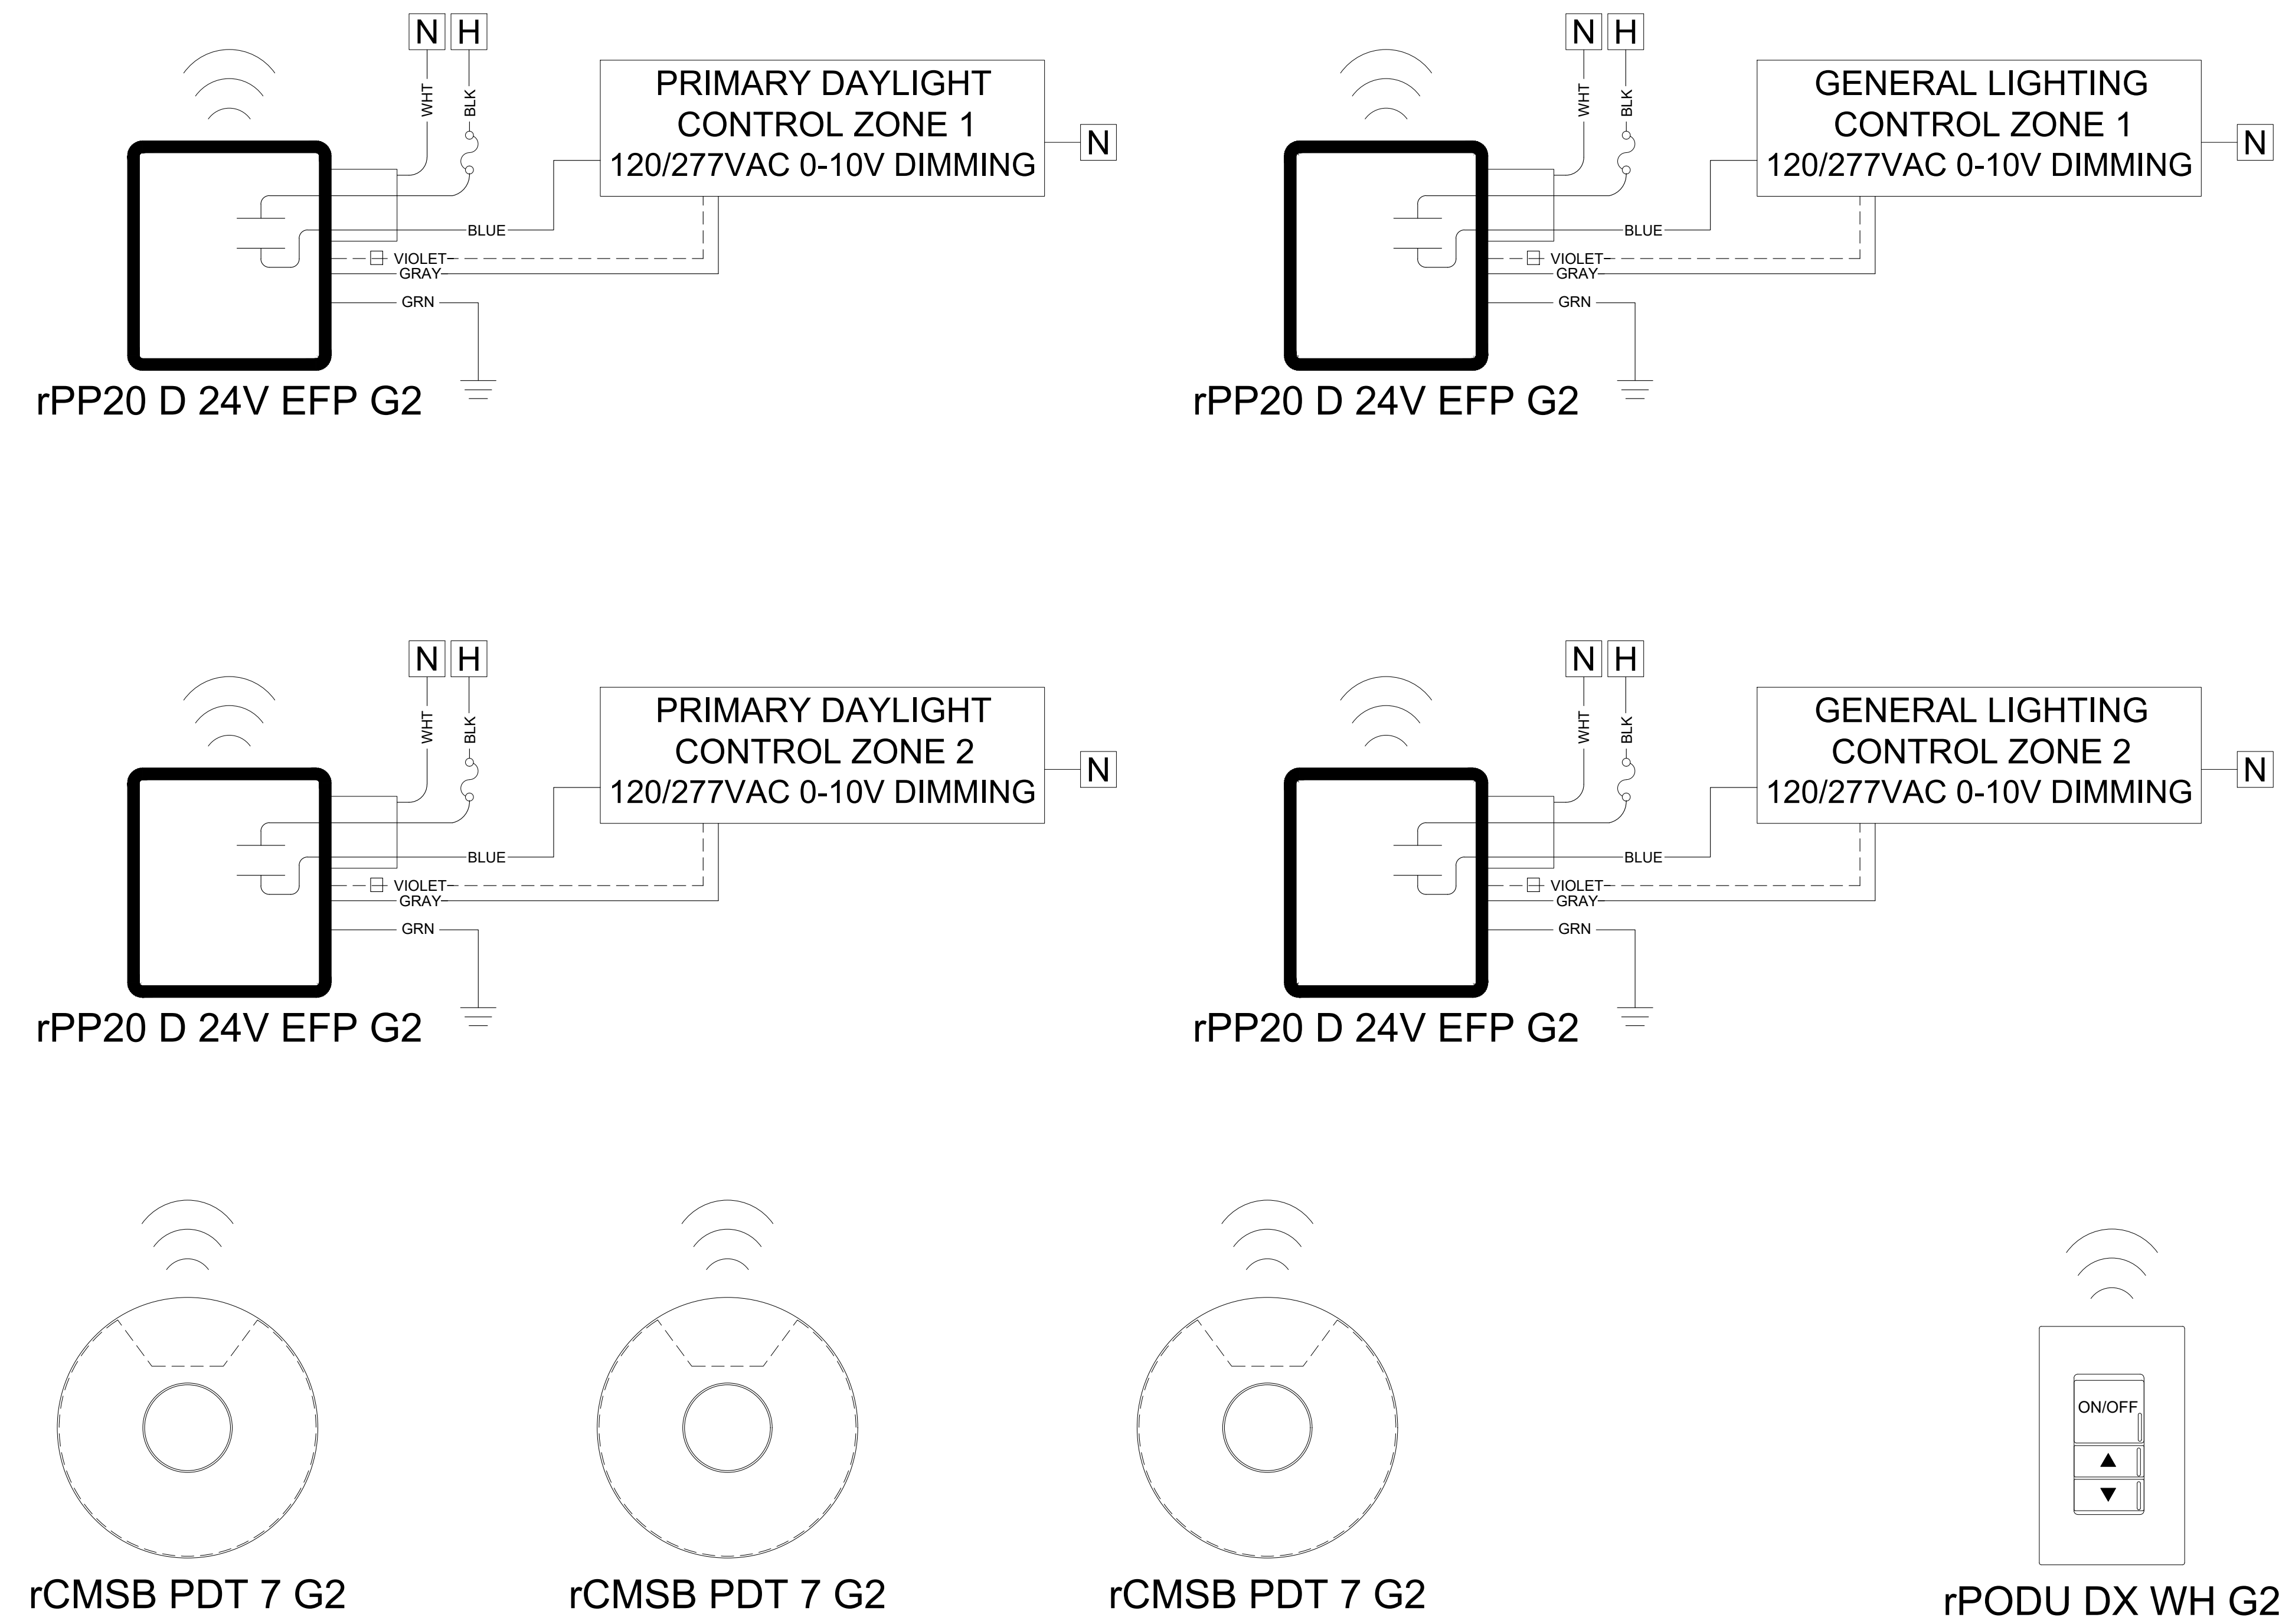 N H
WHT
BLK
PRIMARY DAYLIGHT
CONTROL ZONE 1
120/277VAC 0-10V DIMMING
N
BLUE
VIOLET
GRAY
GRN
rPP20 D 24V EFP G2
N H
WHT
BLK
GENERAL LIGHTING
CONTROL ZONE 1
120/277VAC 0-10V DIMMING
N
BLUE
VIOLET
GRAY
GRN
rPP20 D 24V EFP G2
N H
WHT
BLK
PRIMARY DAYLIGHT
CONTROL ZONE 2
120/277VAC 0-10V DIMMING
N
BLUE
VIOLET
GRAY
GRN
rPP20 D 24V EFP G2
N H
WHT
BLK
GENERAL LIGHTING
CONTROL ZONE 2
120/277VAC 0-10V DIMMING
N
BLUE
VIOLET
GRAY
GRN
rPP20 D 24V EFP G2
rCMSB PDT 7 G2
rCMSB PDT 7 G2
rCMSB PDT 7 G2
ON/OFF
rPODU DX WH G2